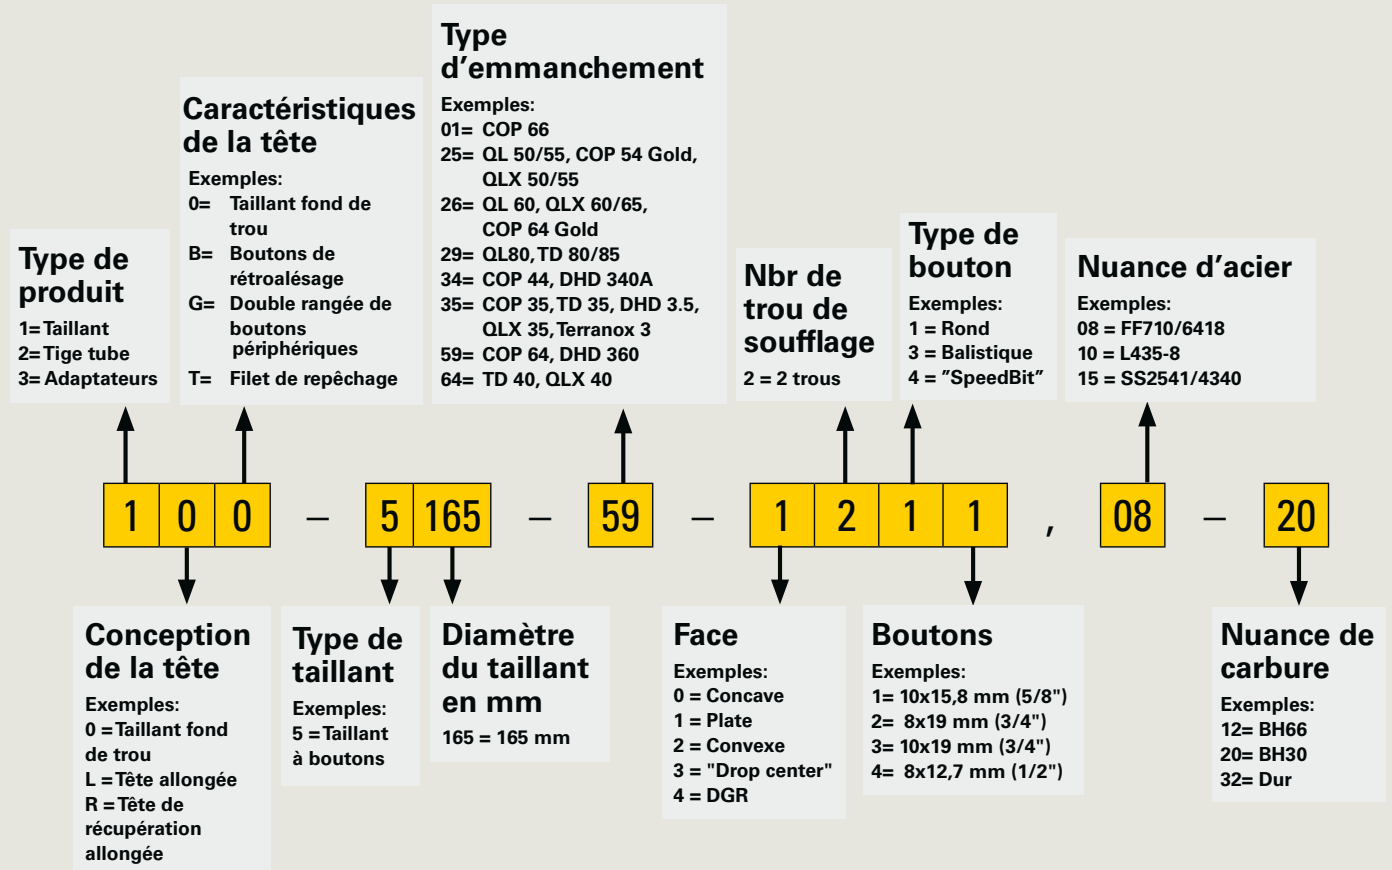 Type
d'emmanchement
Exemples:
01= COP 66
25= QL 50/55, COP 54 Gold,
QLX 50/55
26= QL 60, QLX 60/65,
COP 64 Gold
29= QL80, TD 80/85
34= COP 44, DHD 340A
35= COP 35, TD 35, DHD 3.5,
QLX 35, Terranox 3
59= COP 64, DHD 360
64= TD 40, QLX 40
Caractéristiques
de la tête
Exemples:
0= Taillant fond de
trou
B= Boutons de
rétroalésage
G= Double rangée de
boutons
périphériques
T= Filet de repêchage
Type de
produit
1= Taillant
2= Tige tube
3= Adaptateurs
Nbr de
trou de
soufflage
2 = 2 trous
Type de
bouton
Exemples:
1 = Rond
3 = Balistique
4 = ”SpeedBit”
Nuance d'acier
Exemples:
08 = FF710/6418
10 = L435-8
15 = SS2541/4340
1 0 0 – 5 165 – 59 – 1 2 1 1 , 08 – 20
Conception
de la tête
Exemples:
0 = Taillant fond
de trou
L = Tête allongée
R = Tête de
récupération
allongée
Type de
taillant
Exemples:
5 = Taillant
à boutons
Diamètre
du taillant
en mm
165 = 165 mm
Face
Exemples:
0 = Concave
1 = Plate
2 = Convexe
3 = "Drop center"
4 = DGR
Boutons
Exemples:
1= 10x15,8 mm (5/8")
2= 8x19 mm (3/4")
3= 10x19 mm (3/4")
4= 8x12,7 mm (1/2")
Nuance de
carbure
Exemples:
12= BH66
20= BH30
32= Dur